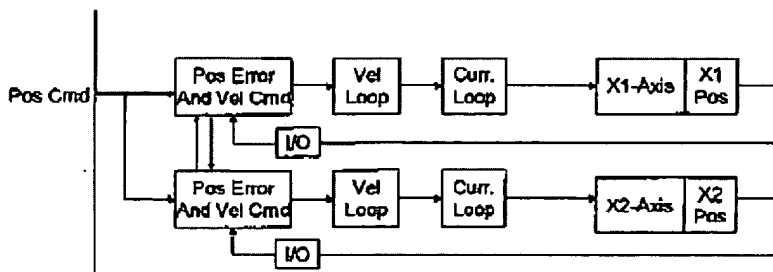 Pos Cmd
Pos Error
And Vel Cmd
Vel
Loop
Curr.
Loop
X1-Axis
X1
Pos
I/O
Pos Error
And Vel Cmd
Vel
Loop
Curr.
Loop
X2-Axis
X2
Pos
I/O